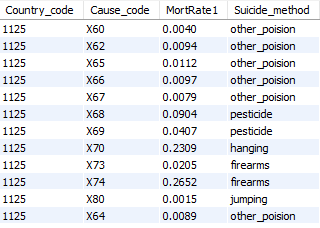 Country_code Cause_code MortRate1 Suicide_method
1125 X60 0.0040 other_poision
1125 X62 0.0094 other_poision
1125 X65 0.0112 other_poision
1125 X66 0.0097 other_poision
1125 X67 0.0079 other_poision
1125 X68 0.0904 pesticide
1125 X69 0.0407 pesticide
1125 X70 0.2309 hanging
1125 X73 0.0205 firearms
1125 X74 0.2652 firearms
1125 X80 0.0015 jumping
1125 X64 0.0089 other_poision